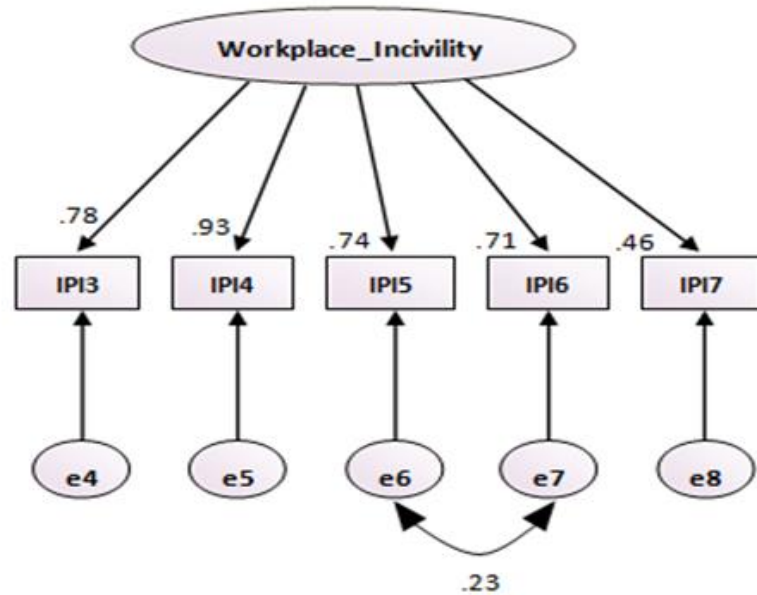 Workplace_Incivility
.78
.93
.74
.71
.46
IPI3
IPI4
IPI5
IPI6
IPI7
e4
e5
e6
e7
e8
.23